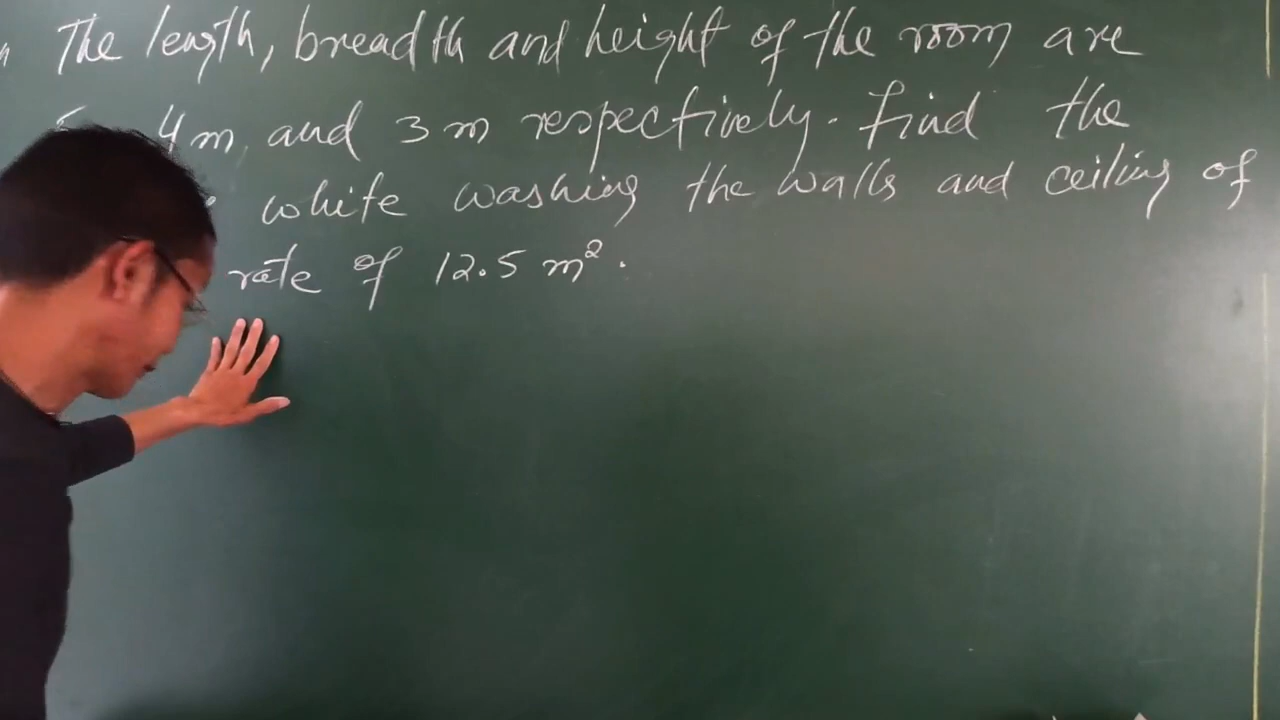 The length, breadth and height of the room are
4m, and 3m respectively. find the
white washing the walls and ceiling of
rate of 12.5 m².